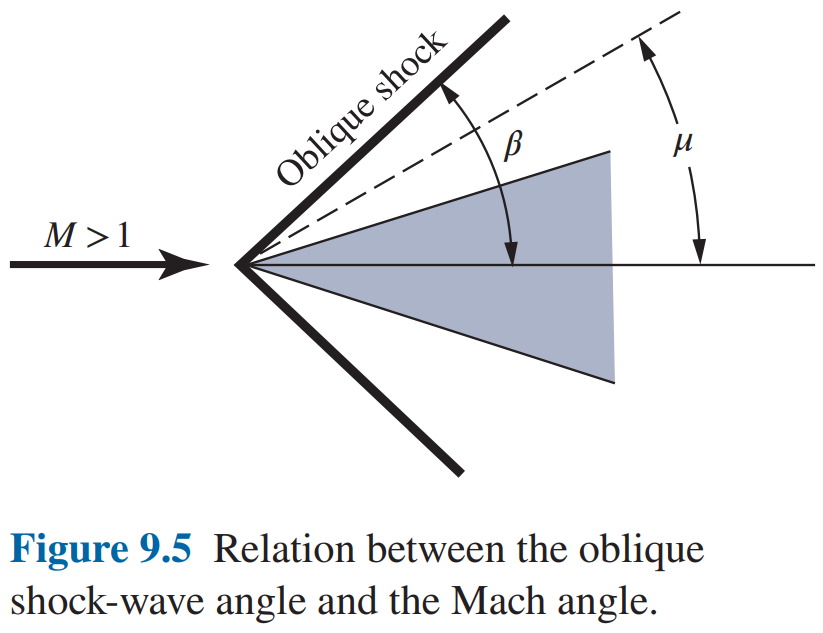 Oblique shock
β
μ
M > 1
Figure 9.5 Relation between the oblique
shock-wave angle and the Mach angle.